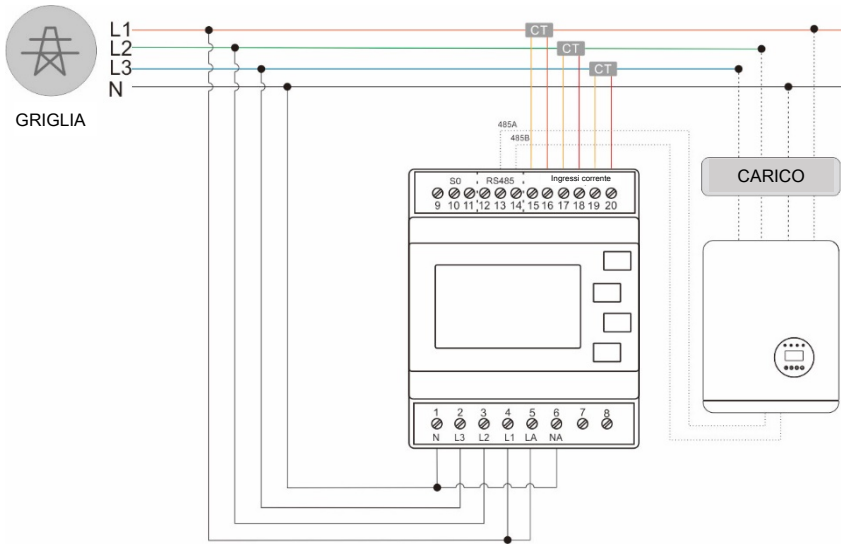 L1
L2
L3
N
GRIGLIA
CT
CT
CT
485A
485B
S0 RS485 Ingressi corrente
9 10 11 12 13 14 15 16 17 18 19 20
CARICO
1 2 3 4 5 6 7 8
N L3 L2 L1 LA NA